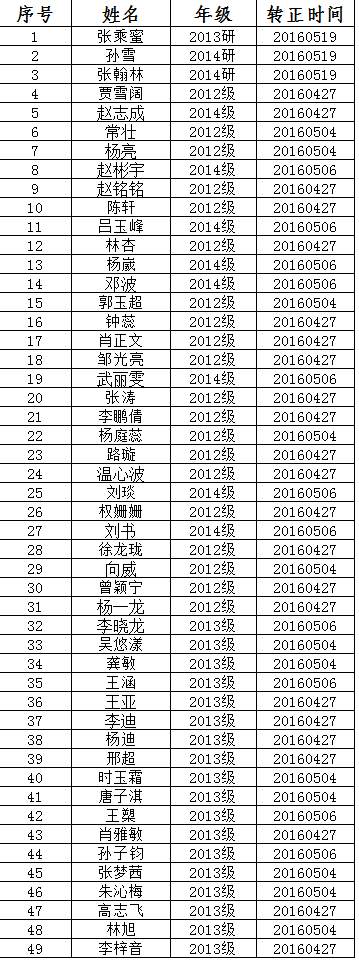 序号 姓名 年级 转正时间
1 张乘蜜 2013研 20160519
2 孙雪 2014研 20160519
3 张翰林 2014研 20160519
4 贾雪阔 2012级 20160427
5 赵志成 2014级 20160427
6 常壮 2012级 20160504
7 杨亮 2012级 20160504
8 赵彬宇 2014级 20160506
9 赵铭铭 2012级 20160427
10 陈轩 2012级 20160427
11 吕玉峰 2014级 20160506
12 林杏 2012级 20160427
13 杨崴 2014级 20160506
14 邓波 2014级 20160506
15 郭玉超 2012级 20160504
16 钟蕊 2012级 20160427
17 肖正文 2012级 20160427
18 邹光亮 2012级 20160427
19 武丽雯 2014级 20160506
20 张涛 2012级 20160427
21 李鹏倩 2012级 20160427
22 杨庭蕊 2012级 20160504
23 路璇 2012级 20160427
24 温心波 2012级 20160427
25 刘琰 2014级 20160506
26 权姗姗 2012级 20160427
27 刘书 2014级 20160506
28 徐龙珑 2012级 20160427
29 向威 2012级 20160504
30 曾颖宁 2012级 20160427
31 杨一龙 2012级 20160427
32 李晓龙 2013级 20160506
33 吴悠漾 2013级 20160504
34 龚敏 2013级 20160504
35 王涵 2013级 20160506
36 王亚 2013级 20160427
37 李迪 2013级 20160427
38 杨迪 2013级 20160427
39 邢超 2013级 20160427
40 时玉霜 2013级 20160504
41 唐子淇 2013级 20160504
42 王槊 2013级 20160506
43 肖雅敏 2013级 20160427
44 孙子钧 2013级 20160506
45 张梦茜 2013级 20160504
46 朱沁梅 2013级 20160504
47 高志飞 2013级 20160427
48 林旭 2013级 20160504
49 李梓音 2013级 20160427